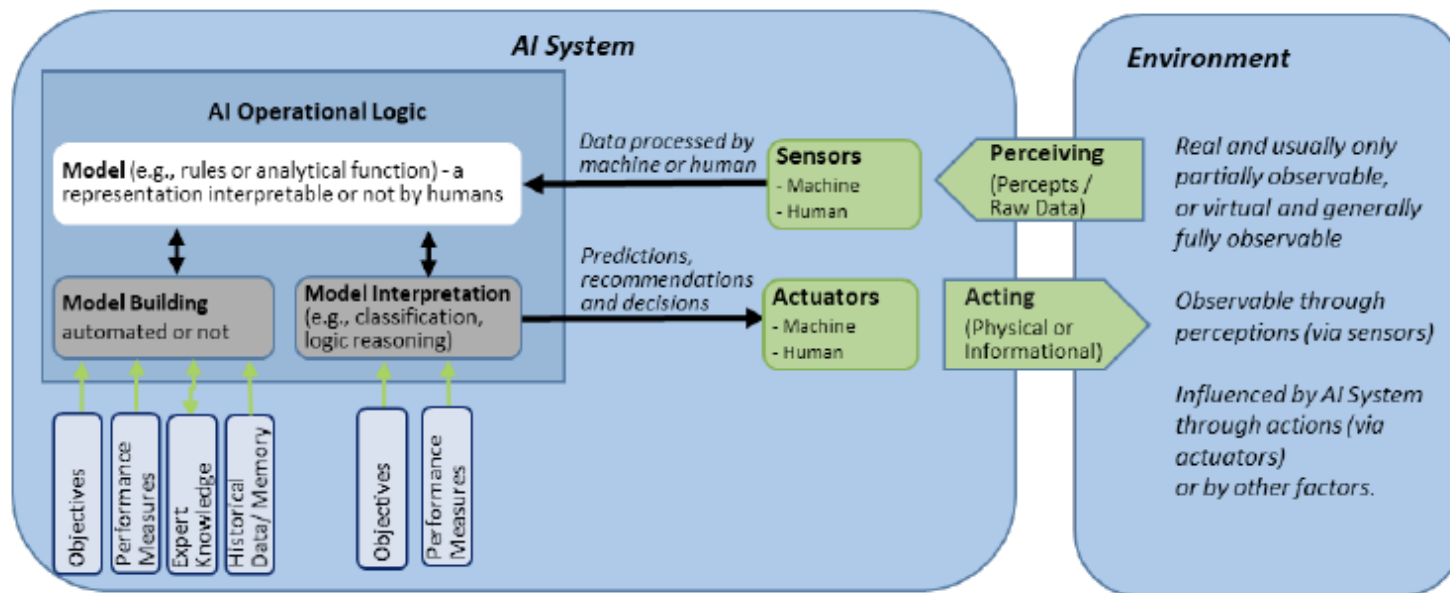 AI System
AI Operational Logic
Model (e.g., rules or analytical function) - a
representation interpretable or not by humans
Model Building
automated or not
Model Interpretation
(e.g., classification,
logic reasoning)
Objectives
Performance
Measures
Expert
Knowledge
Historical
Data/ Memory
Objectives
Performance
Measures
Data processed by
machine or human
Predictions,
recommendations
and decisions
Sensors
- Machine
- Human
Actuators
- Machine
- Human
Perceiving
(Percepts /
Raw Data)
Acting
(Physical or
Informational)
Environment
Real and usually only
partially observable,
or virtual and generally
fully observable
Observable through
perceptions (via sensors)
Influenced by AI System
through actions (via
actuators)
or by other factors.